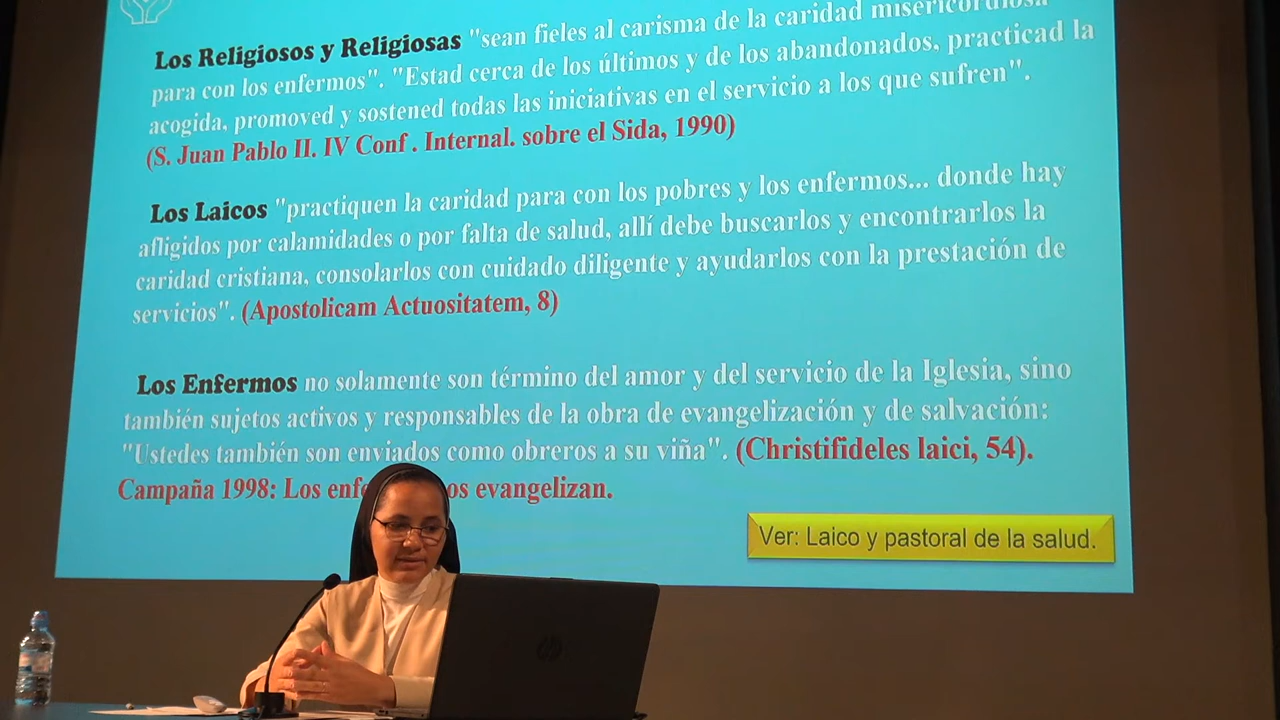 Los Religiosos y Religiosas "sean fieles al carisma de la caridad misericordiosa
para con los enfermos". "Estad cerca de los últimos y de los abandonados, practicad la
acogida, promoved y sostened todas las iniciativas en el servicio a los que sufren".
(S. Juan Pablo II. IV Conf . Internal. sobre el Sida, 1990)
Los Laicos "practiquen la caridad para con los pobres y los enfermos... donde hay
afligidos por calamidades o por falta de salud, allí debe buscarlos y encontrarlos la
caridad cristiana, consolarlos con cuidado diligente y ayudarlos con la prestación de
servicios". (Apostolicam Actuositatem, 8)
Los Enfermos no solamente son término del amor y del servicio de la Iglesia, sino
también sujetos activos y responsables de la obra de evangelización y de salvación:
"Ustedes también son enviados como obreros a su viña". (Christifideles laici, 54).
Campaña 1998: Los enf os evangelizan.
Ver: Laico y pastoral de la salud.
hp